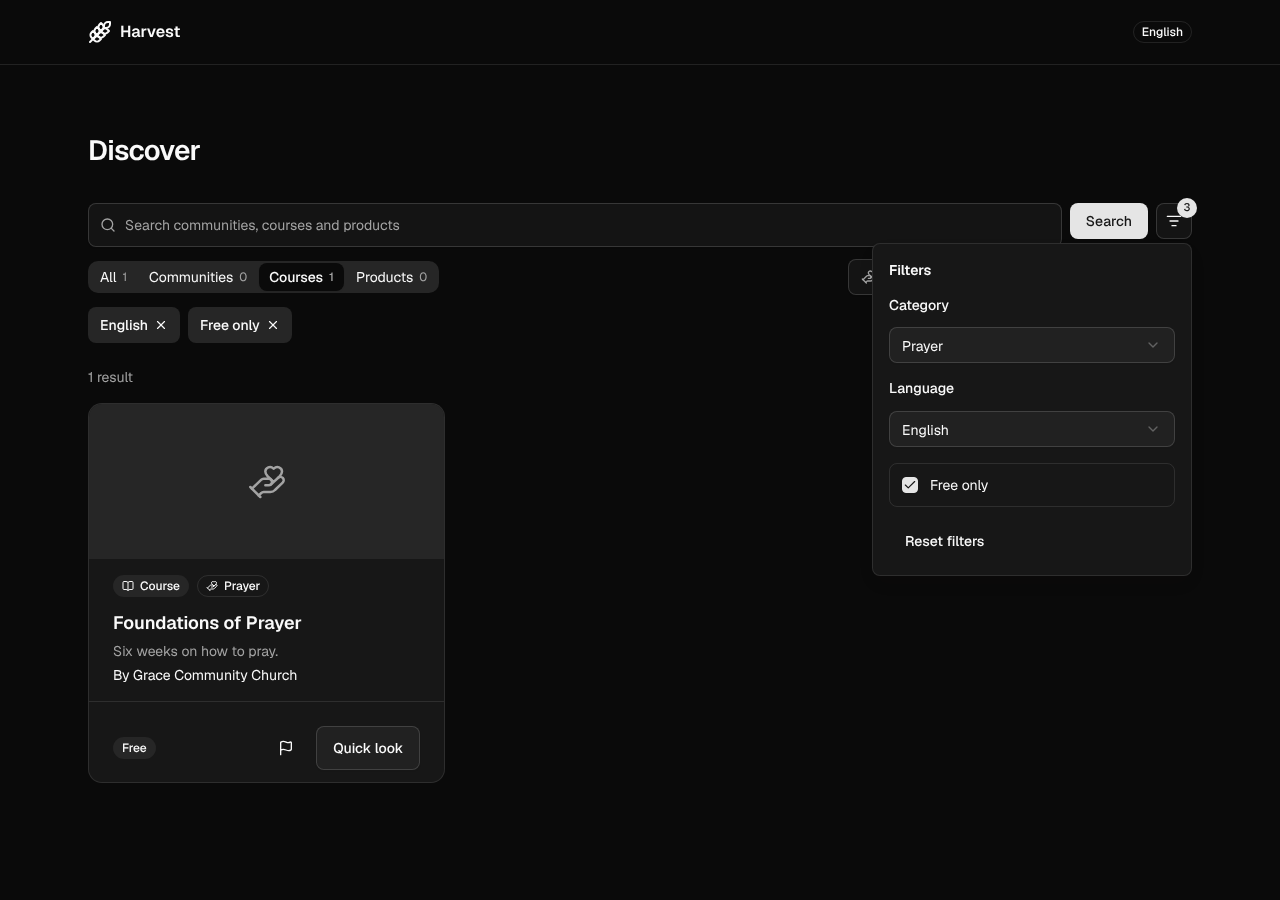 Harvest
English
Discover
Search communities, courses and products
Search
3
All 1
Communities 0
Courses 1
Products 0
English
Free only
1 result
Filters
Category
Prayer
Language
English
Free only
Reset filters
Course
Prayer
Foundations of Prayer
Six weeks on how to pray.
By Grace Community Church
Free
Quick look